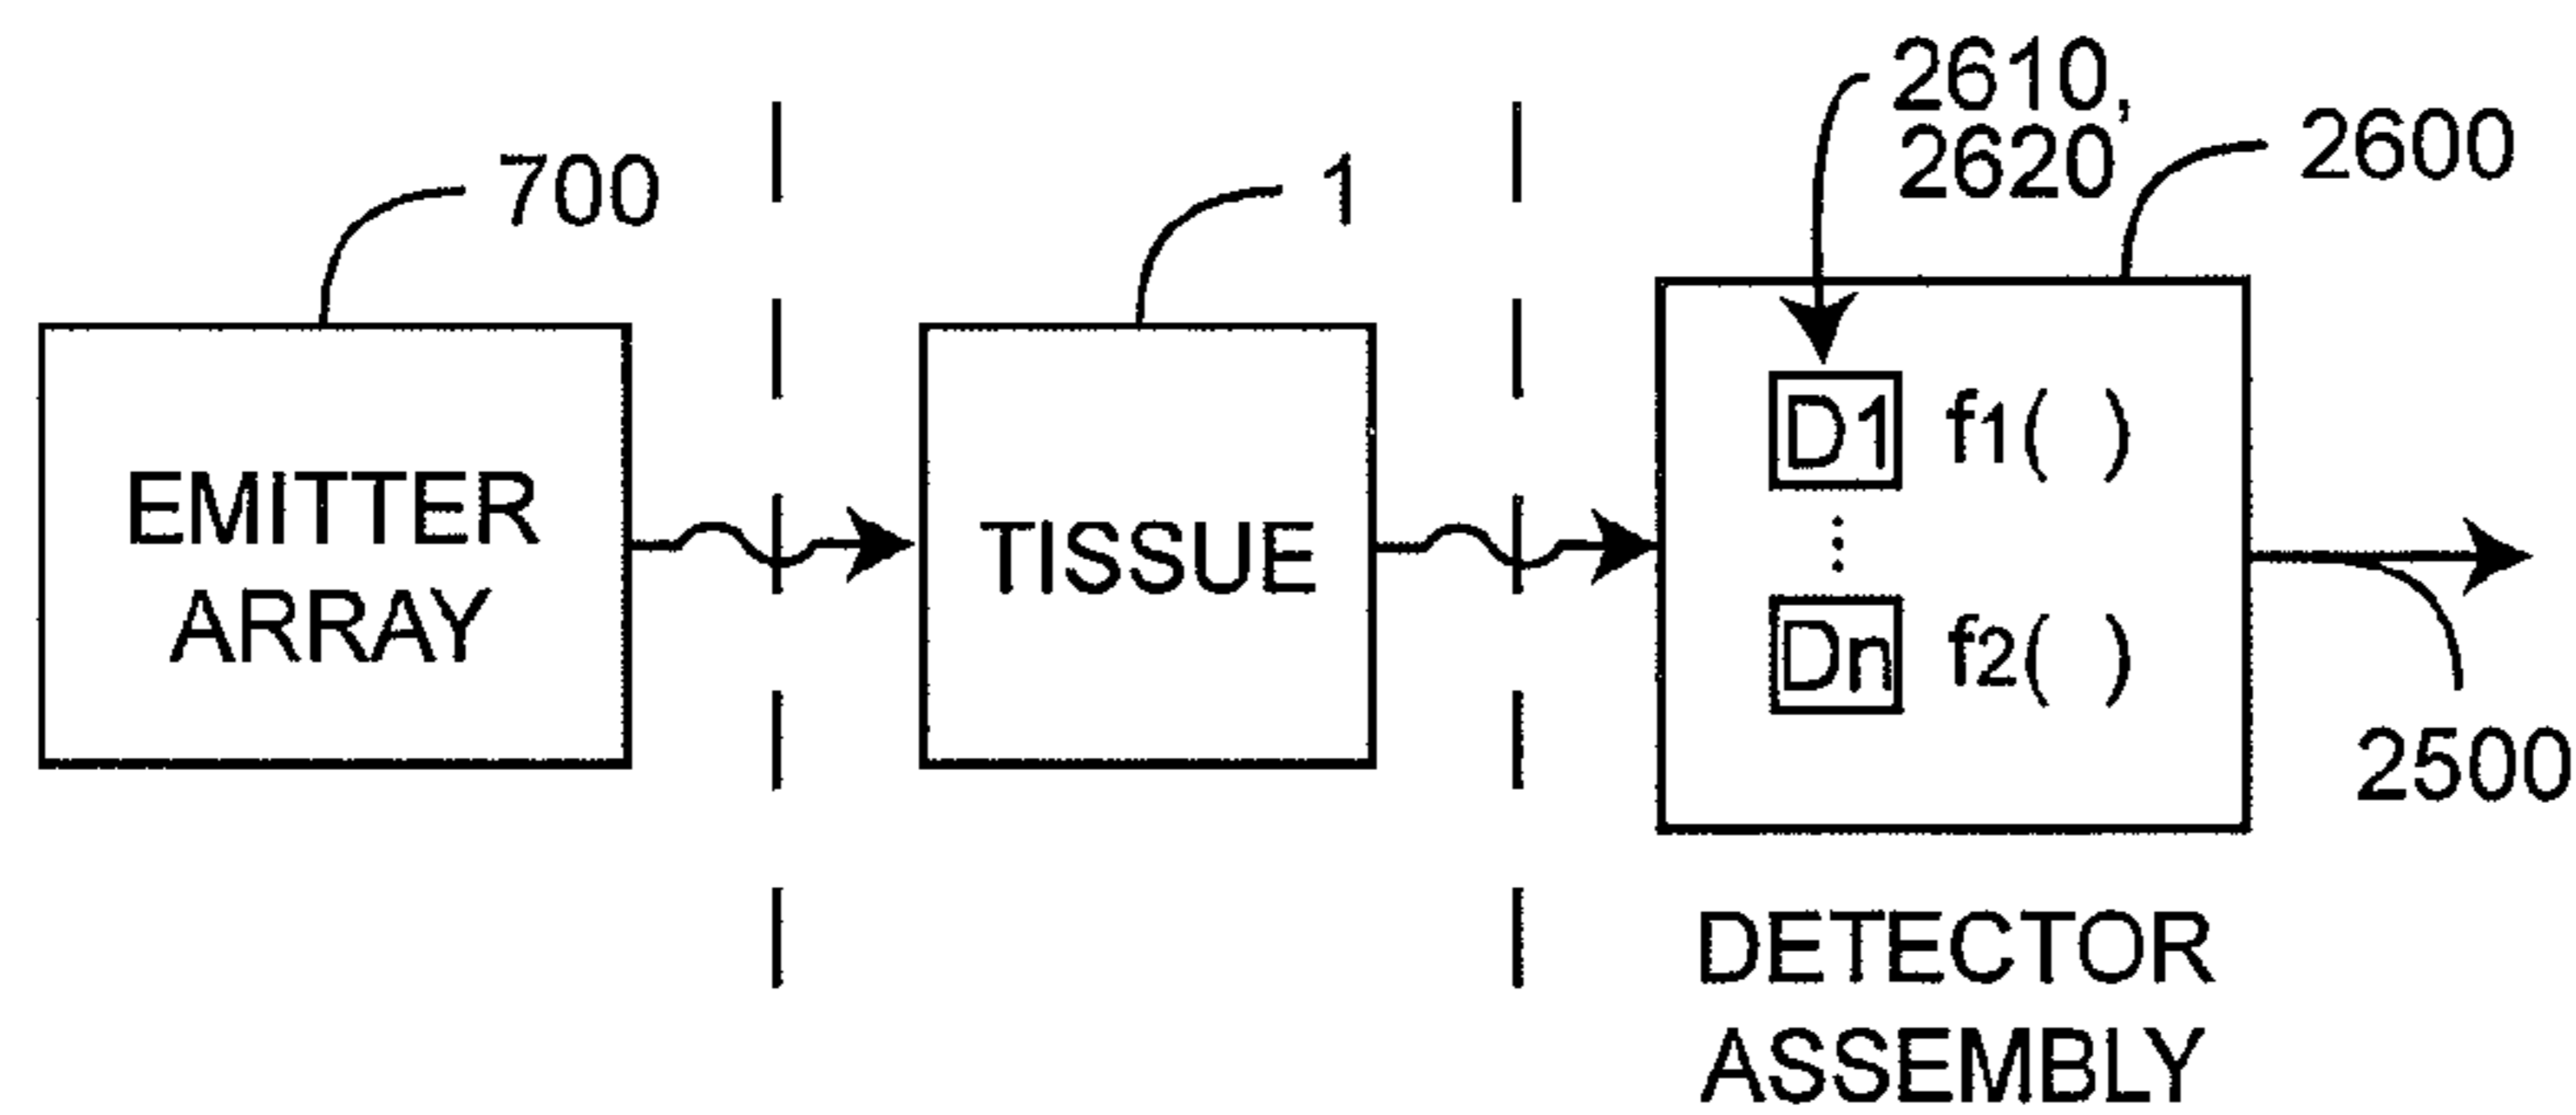 700
1
2610,
2620
2600
EMITTER
ARRAY
TISSUE
D1 f1( )
Dn f2( )
2500
DETECTOR
ASSEMBLY